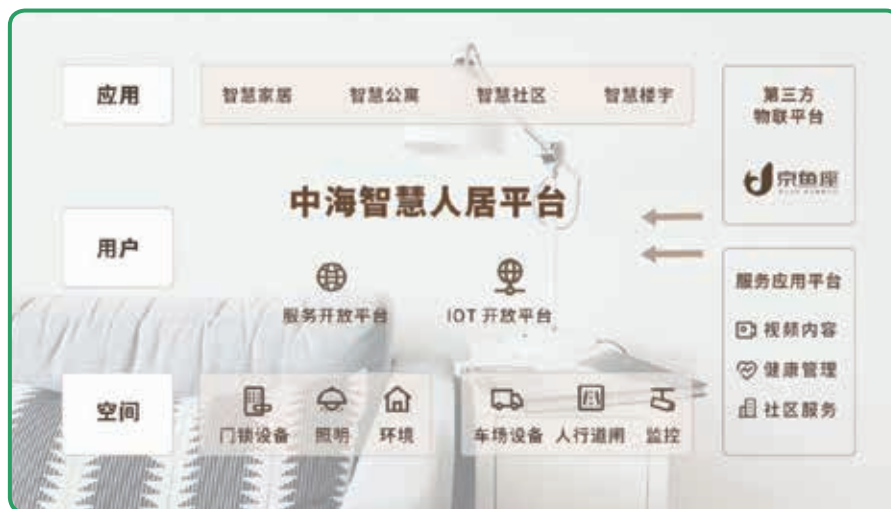 应用
智慧家居 智慧公寓 智慧社区 智慧楼宇
第三方
物联平台
京鱼座
中海智慧人居平台
用户
服务开放平台 IOT 开放平台
服务应用平台
视频内容
健康管理
社区服务
空间
门锁设备 照明 环境
车场设备 人行道闸 监控